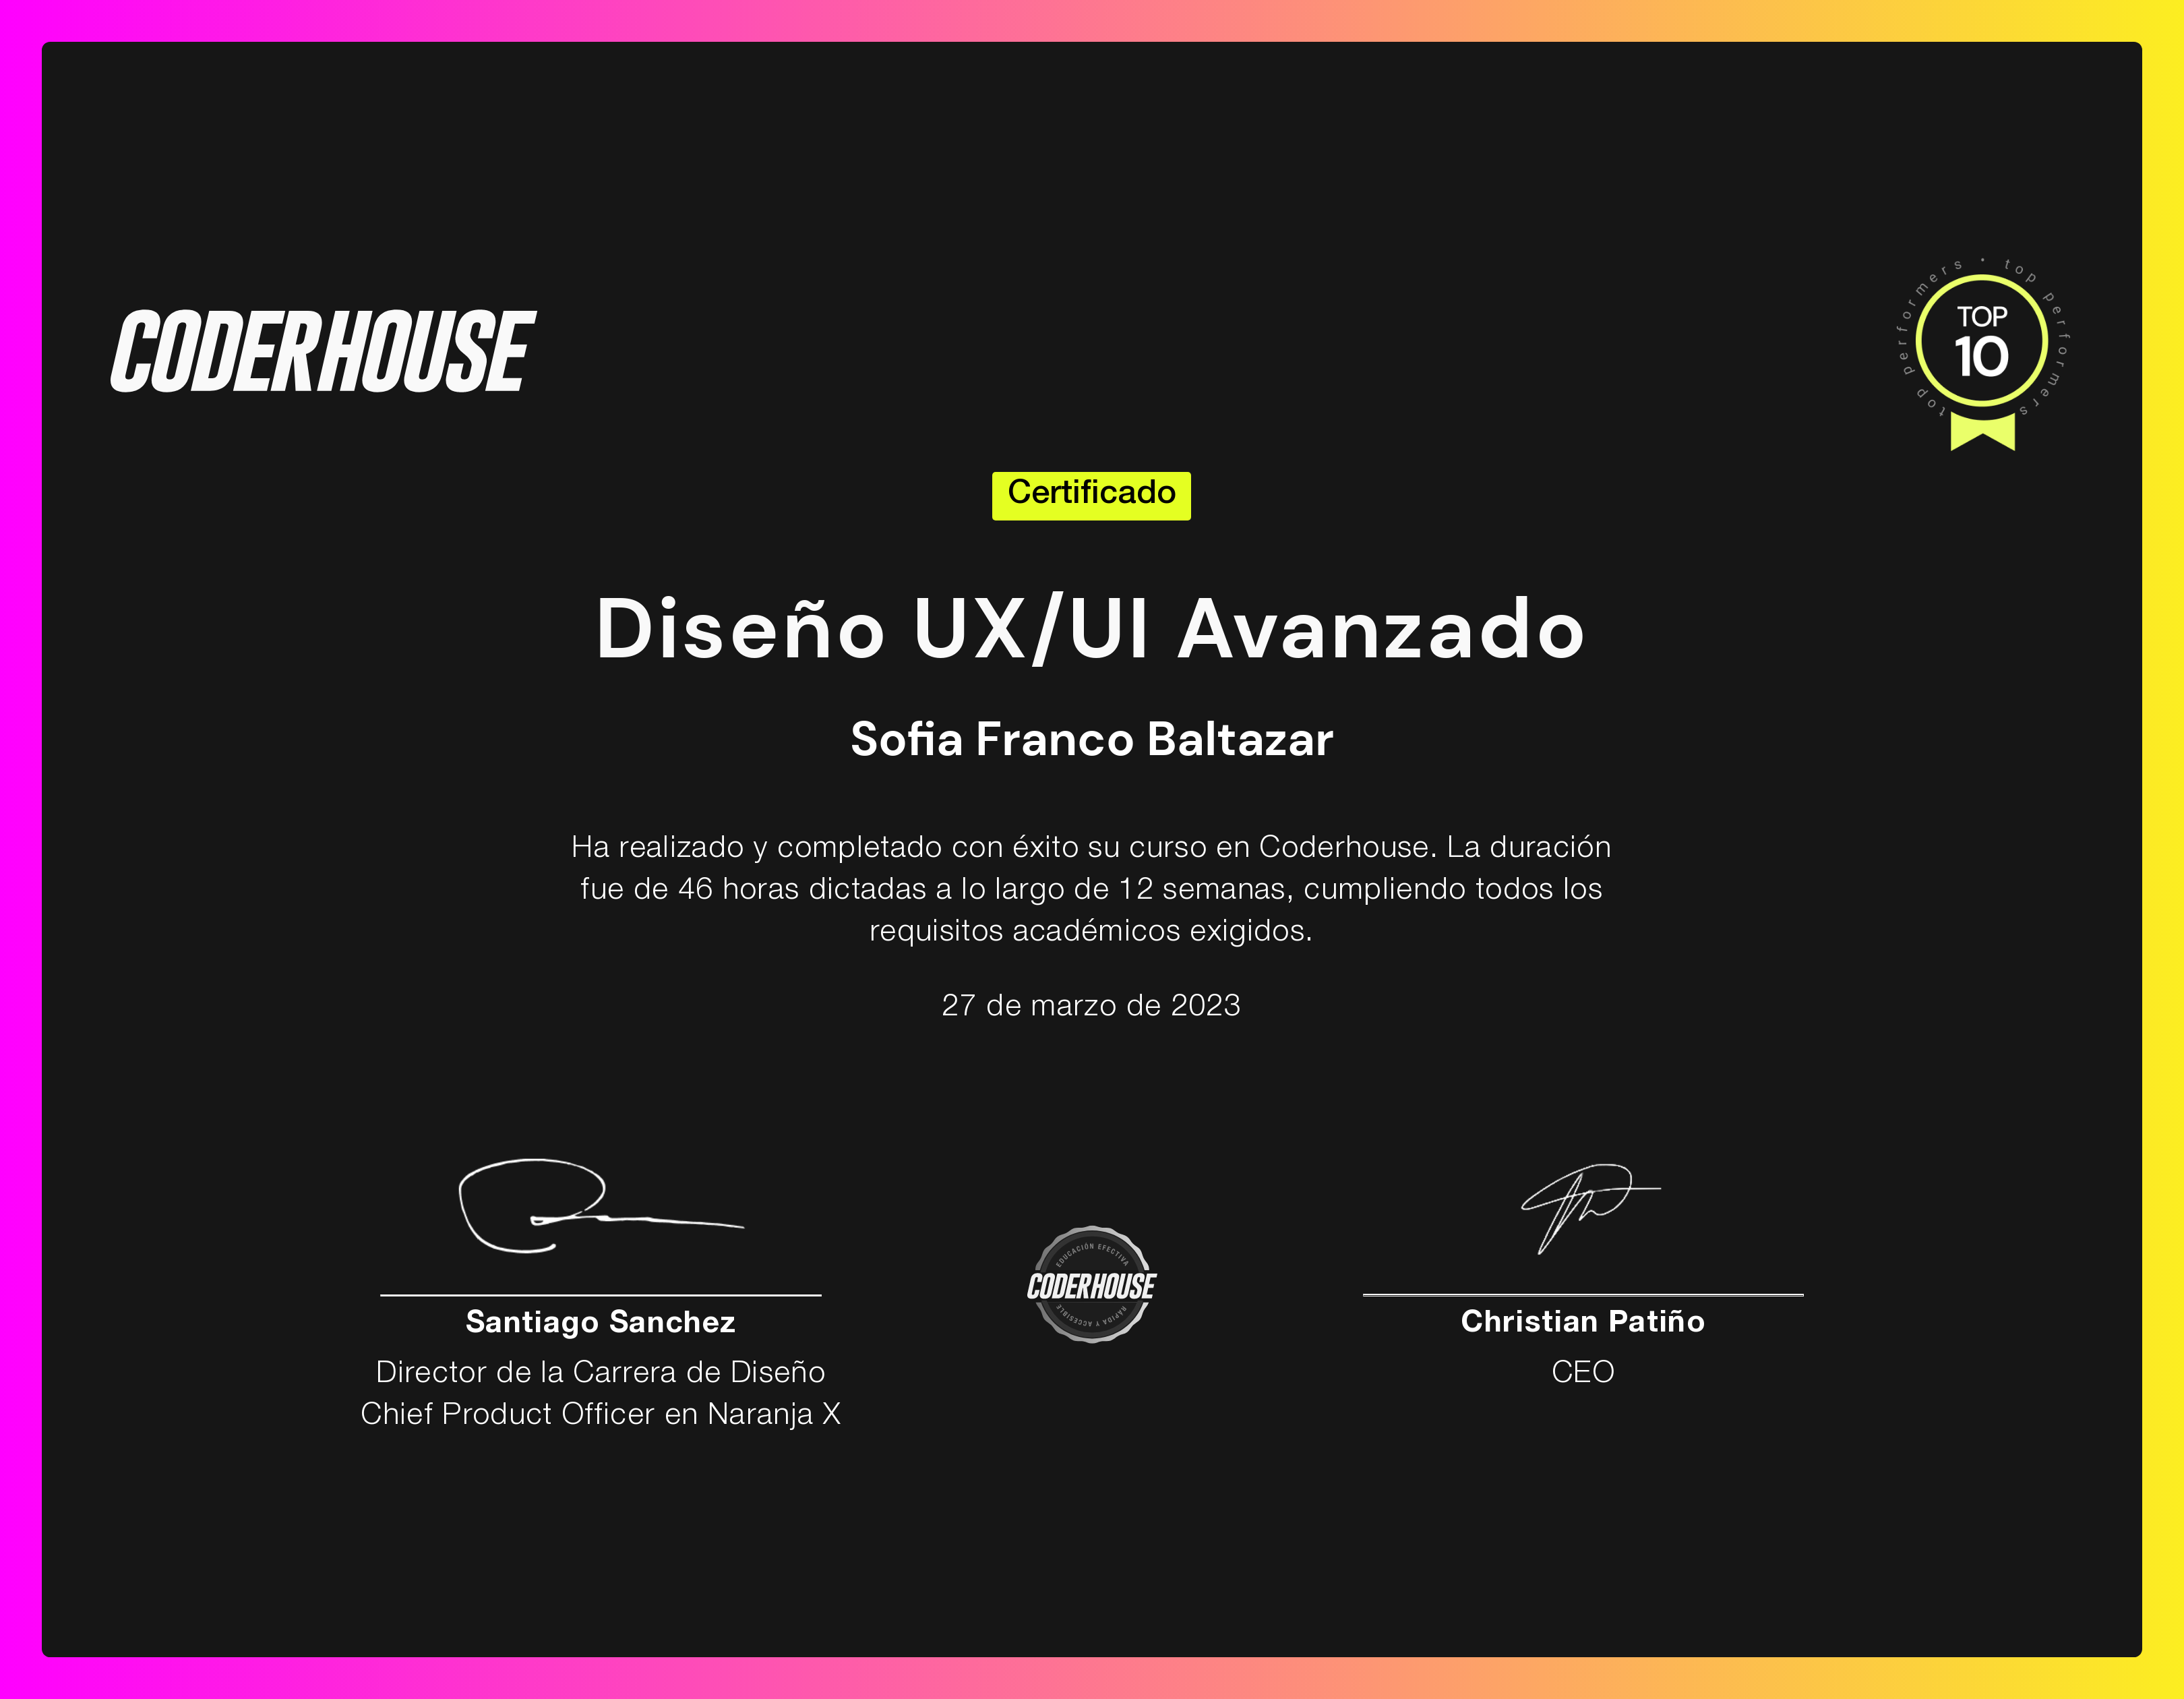 CODERHOUSE
top performers • top performers
TOP
10
Certificado
Diseño UX/UI Avanzado
Sofia Franco Baltazar
Ha realizado y completado con éxito su curso en Coderhouse. La duración
fue de 46 horas dictadas a lo largo de 12 semanas, cumpliendo todos los
requisitos académicos exigidos.
27 de marzo de 2023
EDUCACIÓN EFECTIVA
CODERHOUSE
RÁPIDA Y ACCESIBLE
Santiago Sanchez
Director de la Carrera de Diseño
Chief Product Officer en Naranja X
Christian Patiño
CEO